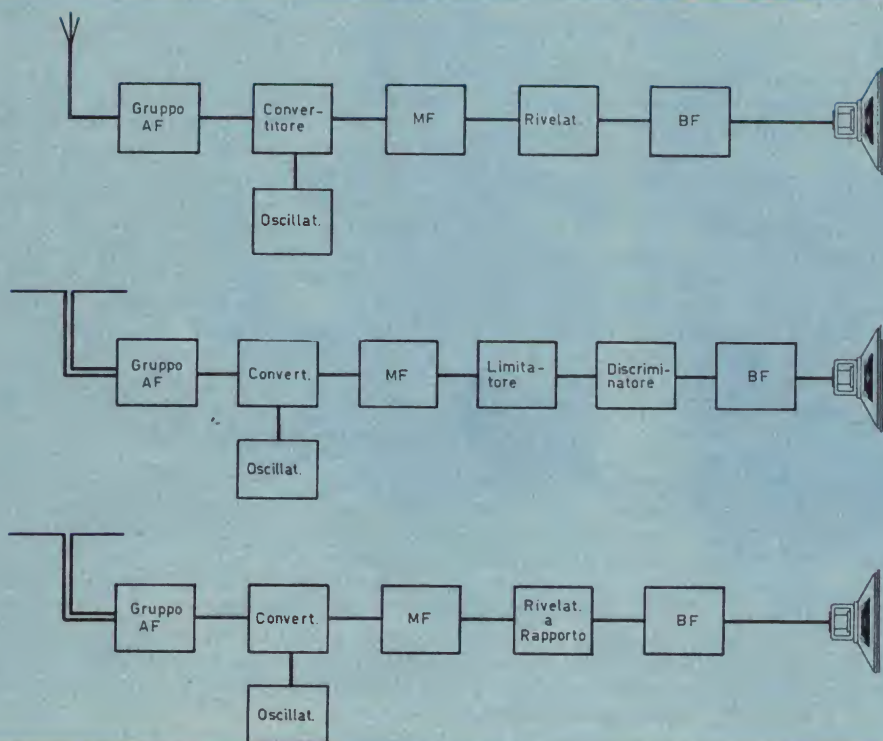 Gruppo
AF
Conver-
titore
MF
Rivelat.
BF
Oscillat.
Gruppo
AF
Convert.
MF
Limita-
tore
Discrimi-
natore
BF
Oscillat.
Gruppo
AF
Convert.
MF
Rivelat.
a
Rapporto
BF
Oscillat.